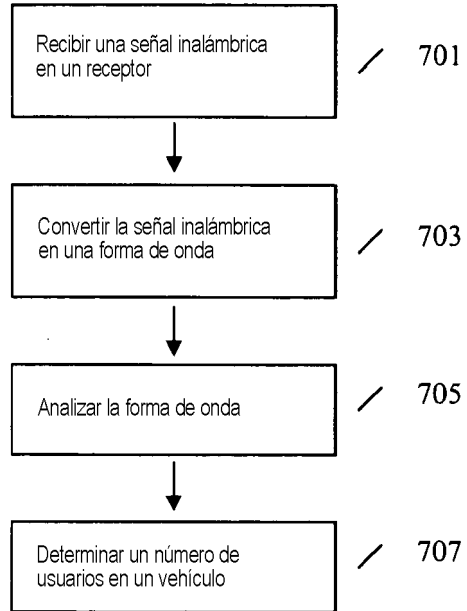 Recibir una señal inalámbrica
en un receptor
701
Convertir la señal inalámbrica
en una forma de onda
703
Analizar la forma de onda
705
Determinar un número de
usuarios en un vehículo
707